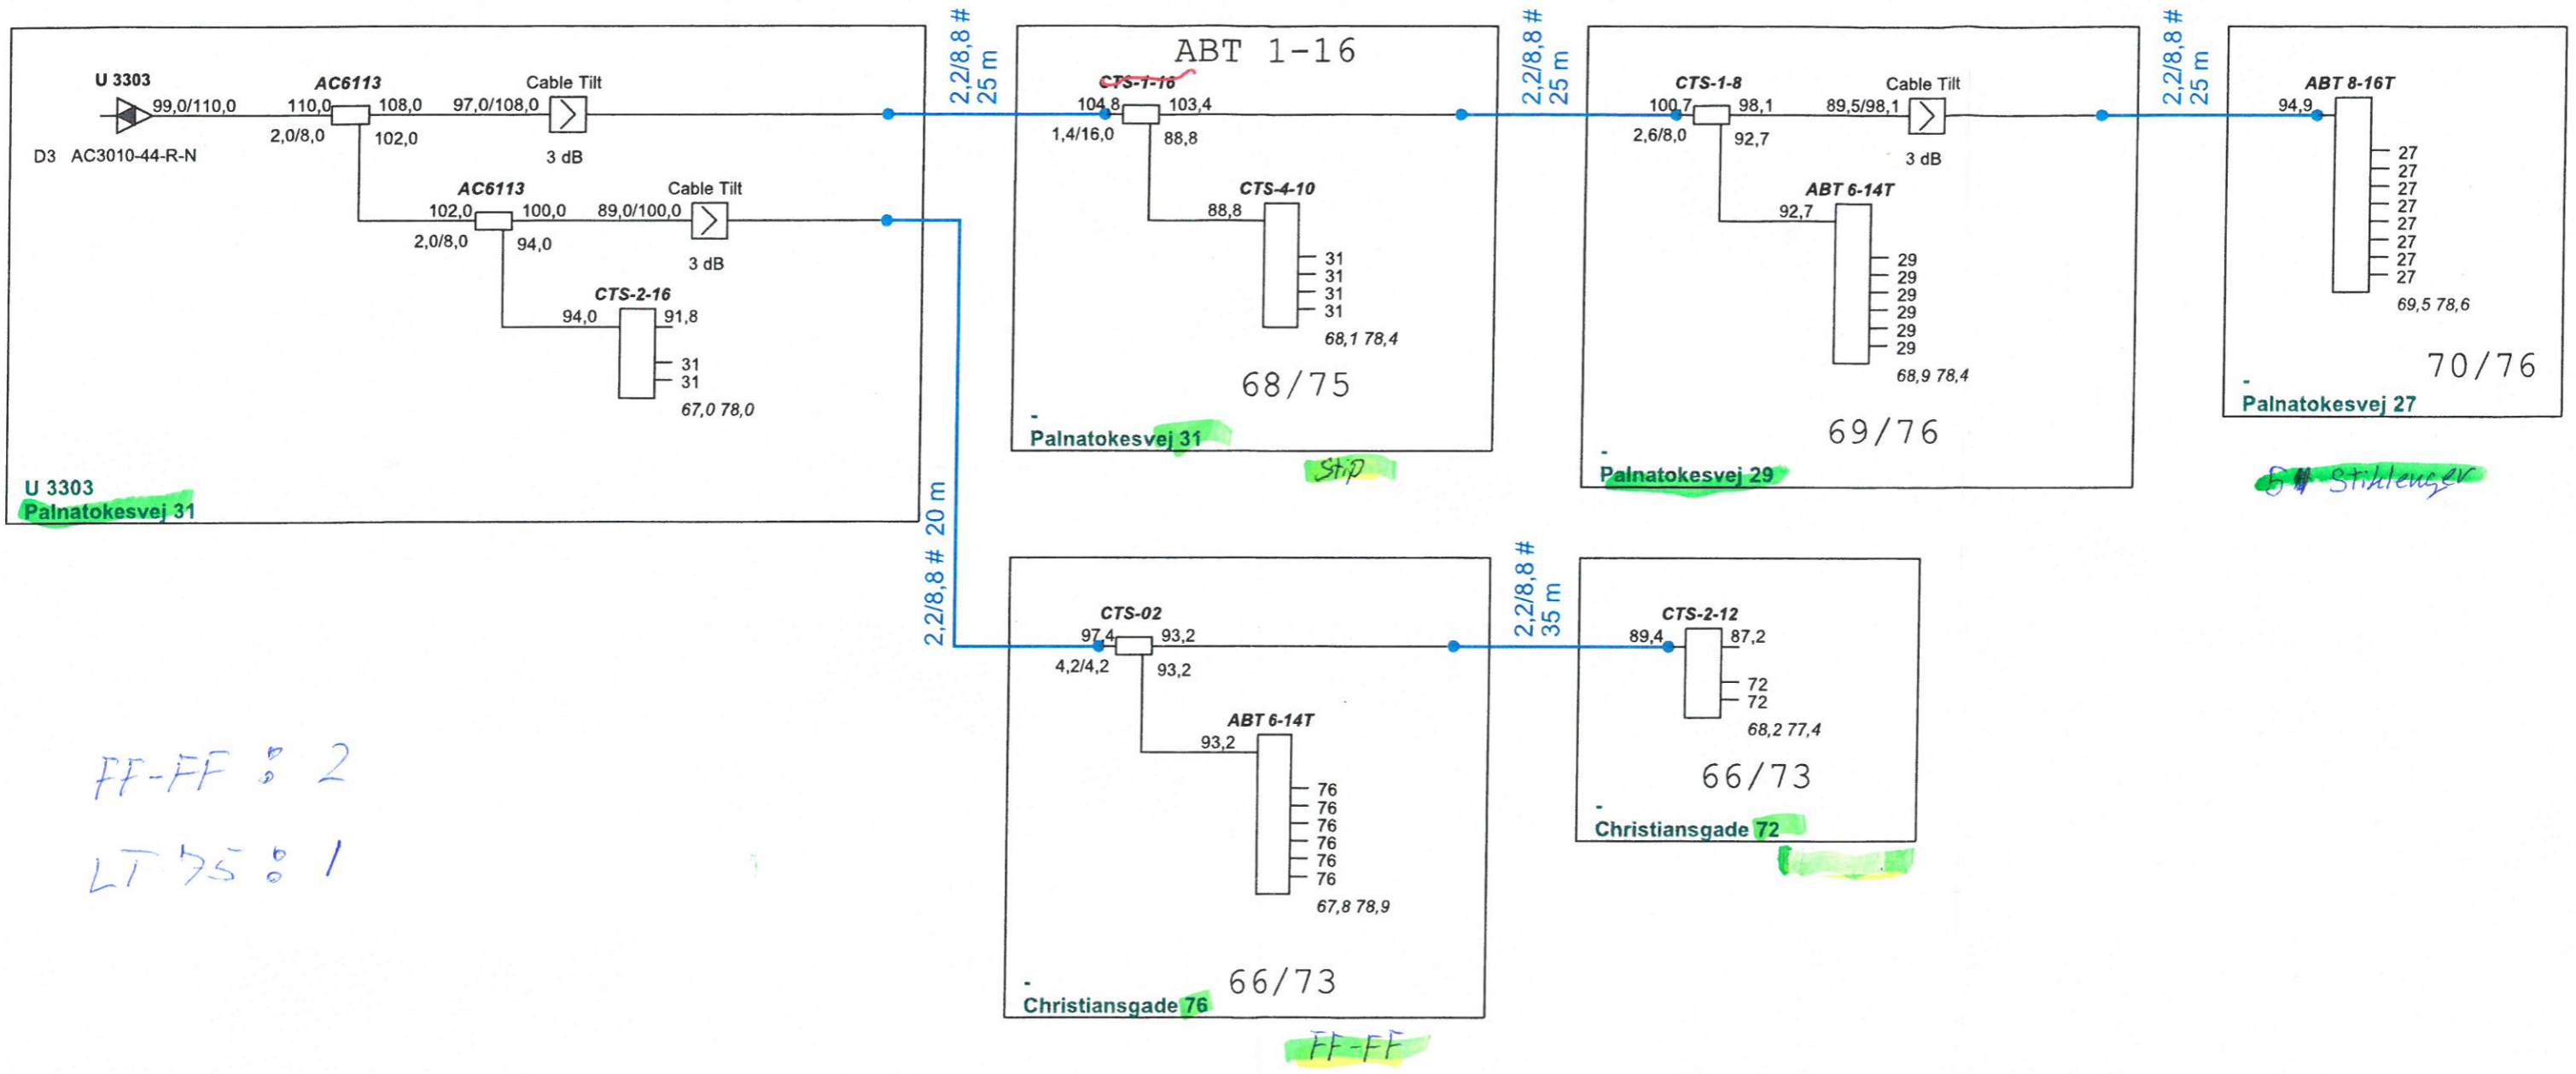 U 3303
99,0/110,0
D3 AC3010-44-R-N
AC6113
110,0 108,0
2,0/8,0 102,0
97,0/108,0
Cable Tilt
3 dB
AC6113
102,0 100,0
2,0/8,0 94,0
89,0/100,0
Cable Tilt
3 dB
CTS-2-16
94,0 91,8
31
31
67,0 78,0
U 3303
Palnatokesvej 31
2,2/8,8 #
25 m
ABT 1-16
CTS-1-16
104,8 103,4
1,4/16,0 88,8
CTS-4-10
88,8
31
31
31
31
68,1 78,4
68/75
-
Palnatokesvej 31
Stip
2,2/8,8 #
25 m
CTS-1-8
100,7 98,1
2,6/8,0 92,7
89,5/98,1
Cable Tilt
3 dB
ABT 6-14T
92,7
29
29
29
29
29
29
68,9 78,4
69/76
-
Palnatokesvej 29
2,2/8,8 #
25 m
ABT 8-16T
94,9
27
27
27
27
27
27
27
27
69,5 78,6
70/76
-
Palnatokesvej 27
5 Stiklenger
2,2/8,8 # 20 m
CTS-02
97,4 93,2
4,2/4,2 93,2
ABT 6-14T
93,2
76
76
76
76
76
76
67,8 78,9
66/73
-
Christiansgade 76
FF-FF
2,2/8,8 #
35 m
CTS-2-12
89,4 87,2
72
72
68,2 77,4
66/73
-
Christiansgade 72
FF-FF : 2
LT 75 : 1